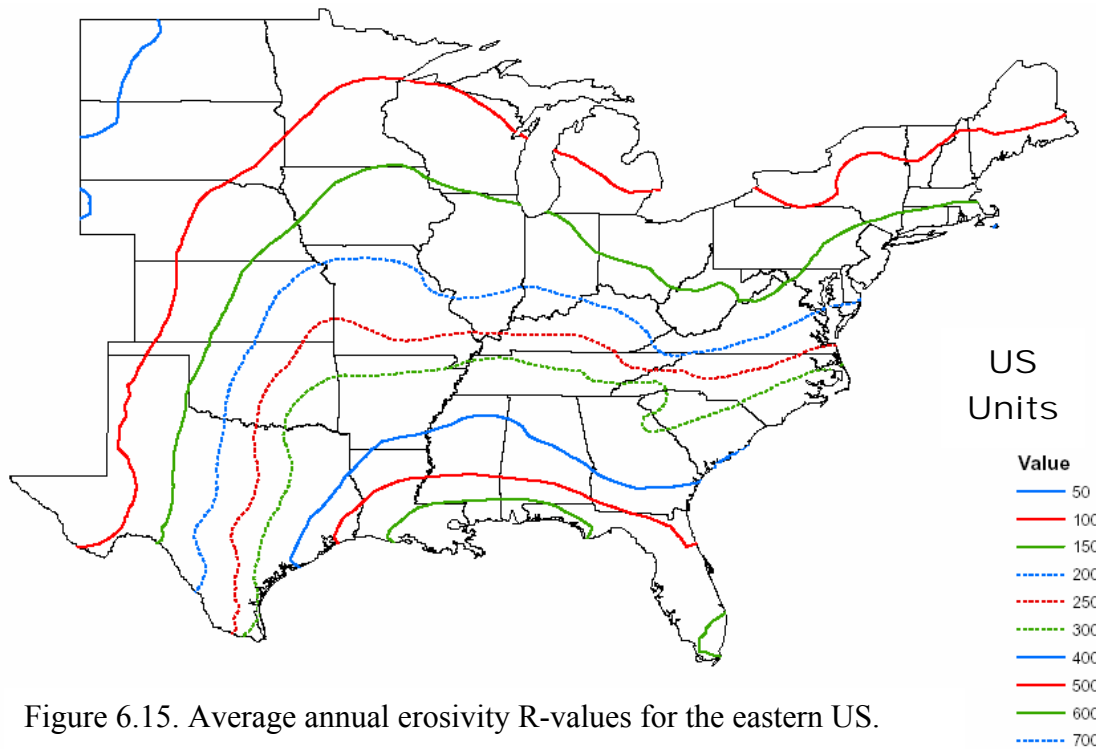 US
Units
Value
50
100
150
200
250
300
400
500
600
700
Figure 6.15. Average annual erosivity R-values for the eastern US.